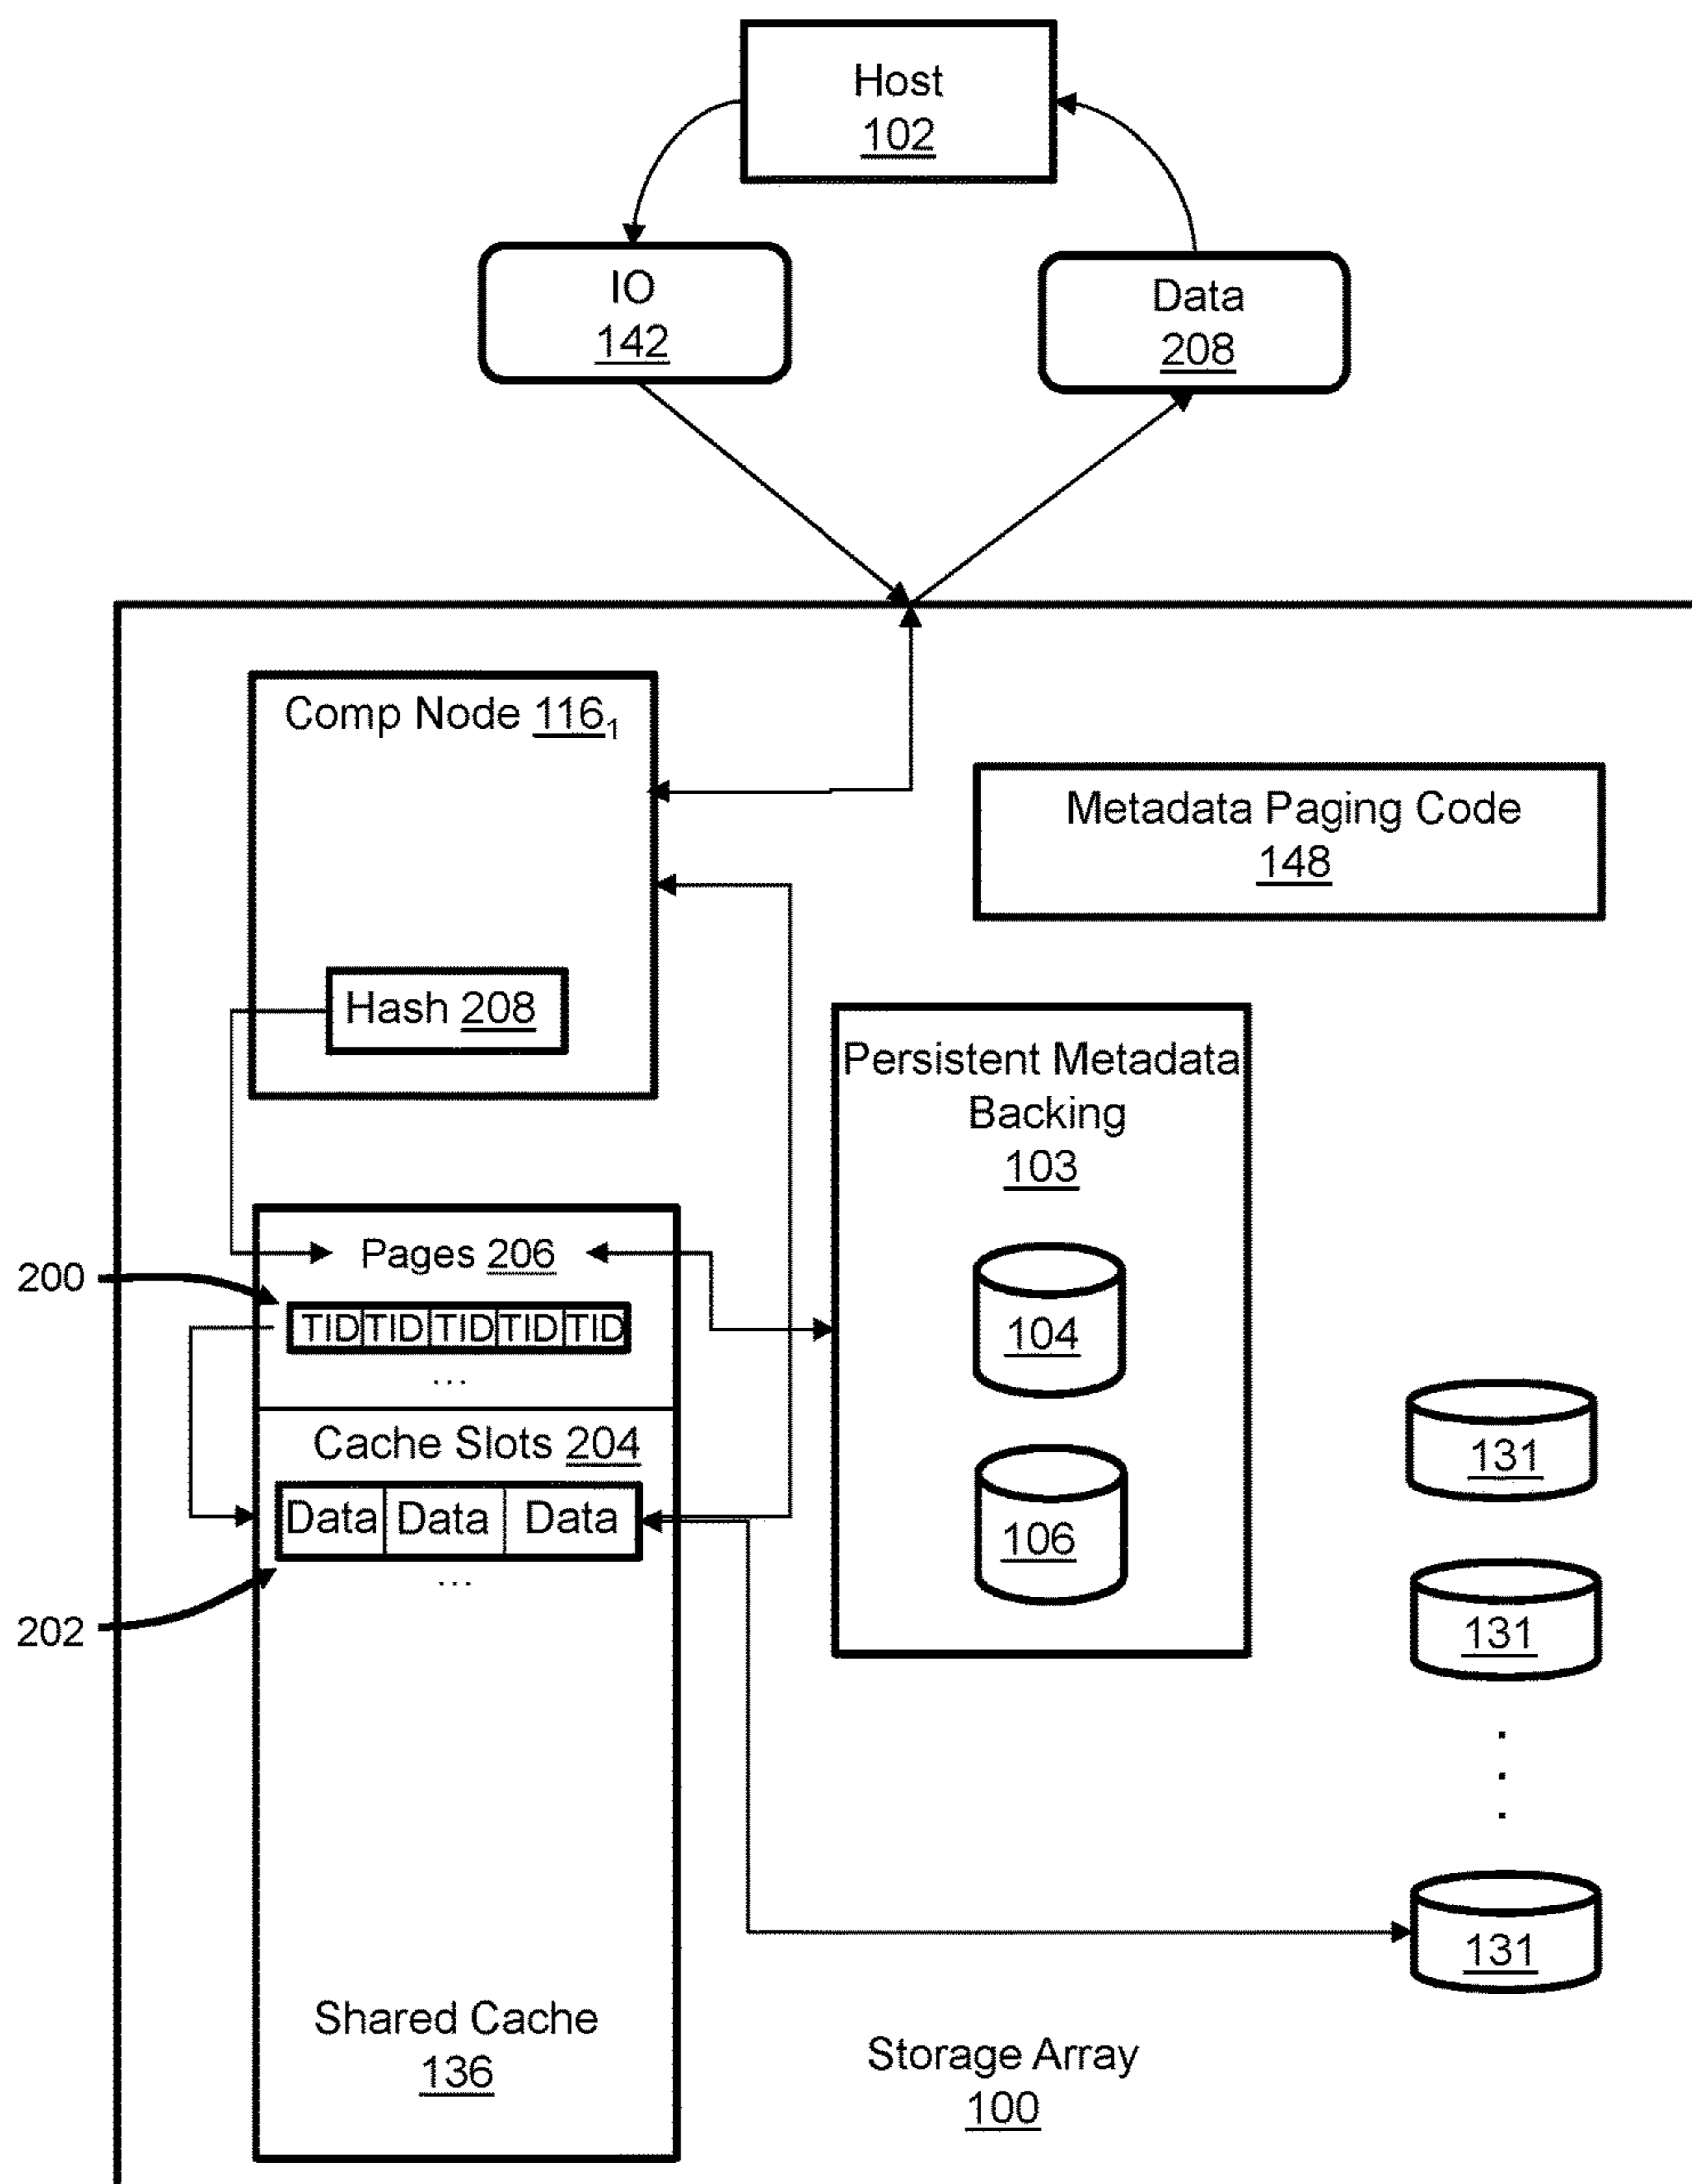 Host
102
IO
142
Data
208
Comp Node 116₁
Metadata Paging Code
148
Hash 208
Persistent Metadata
Backing
103
Pages 206
200
TID TID TID TID TID
...
104
Cache Slots 204
131
Data Data Data
106
...
202
131
131
Shared Cache
136
Storage Array
100